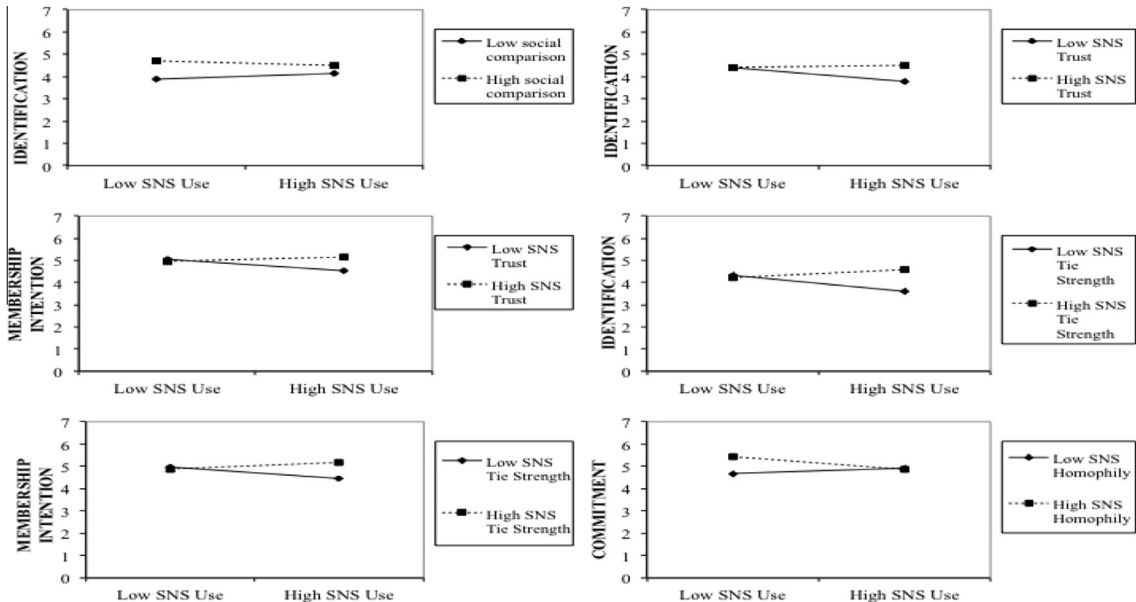 7
6
5
4
3
2
1
0
IDENTIFICATION
Low SNS Use
High SNS Use
Low social
comparison
High social
comparison
7
6
5
4
3
2
1
0
IDENTIFICATION
Low SNS Use
High SNS Use
Low SNS
Trust
High SNS
Trust
7
6
5
4
3
2
1
0
MEMBERSHIP
INTENTION
Low SNS Use
High SNS Use
Low SNS
Trust
High SNS
Trust
7
6
5
4
3
2
1
0
IDENTIFICATION
Low SNS Use
High SNS Use
Low SNS
Tie
Strength
High SNS
Tie
Strength
7
6
5
4
3
2
1
0
MEMBERSHIP
INTENTION
Low SNS Use
High SNS Use
Low SNS
Tie Strength
High SNS
Tie Strength
7
6
5
4
3
2
1
0
COMMITMENT
Low SNS Use
High SNS Use
Low SNS
Homophily
High SNS
Homophily